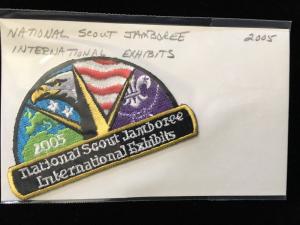 NATIONAL SCOUT JAMBOREE 2005
INTERNATIONAL EXHIBITS
2005
National Scout Jamboree
International Exhibits